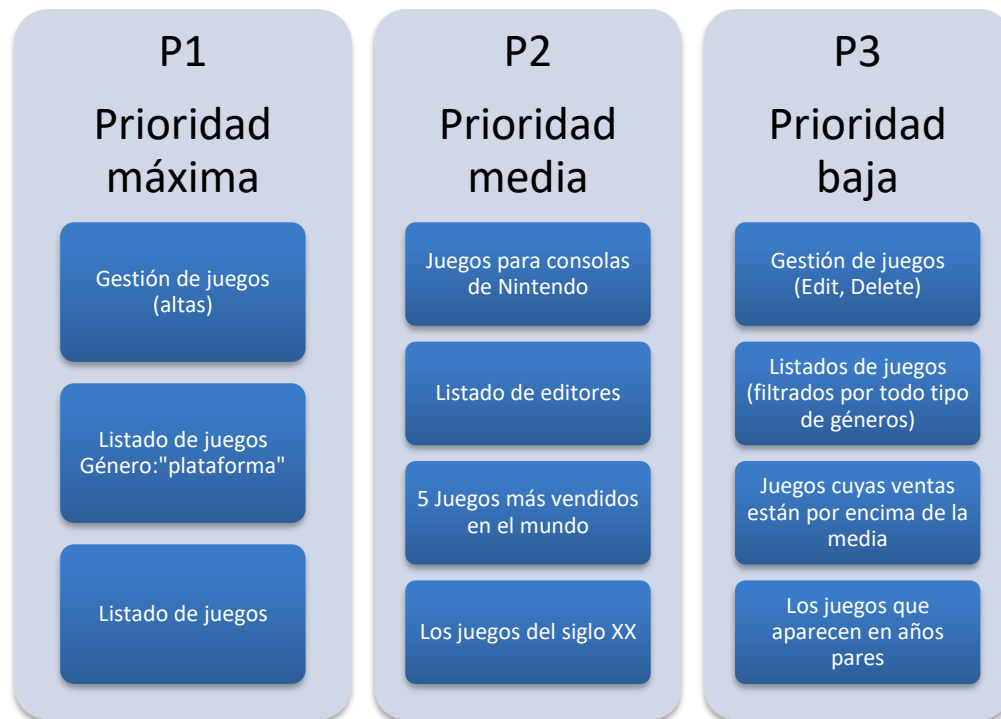 P1
Prioridad
máxima
Gestión de juegos
(altas)
Listado de juegos
Género:"plataforma"
Listado de juegos
P2
Prioridad
media
Juegos para consolas
de Nintendo
Listado de editores
5 Juegos más vendidos
en el mundo
Los juegos del siglo XX
P3
Prioridad
baja
Gestión de juegos
(Edit, Delete)
Listados de juegos
(filtrados por todo tipo
de géneros)
Juegos cuyas ventas
están por encima de la
media
Los juegos que
aparecen en años
pares